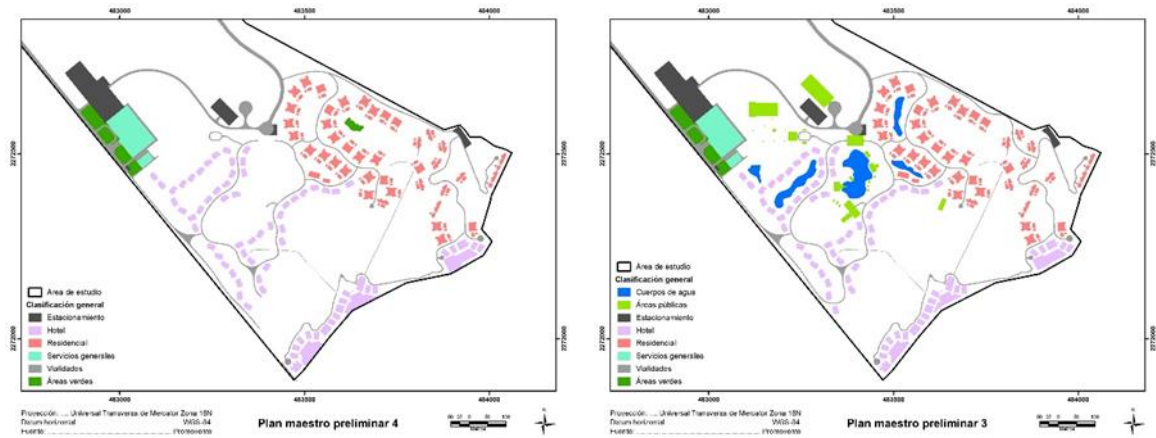 483000 483500 484000
2272500
2272000
Área de estudio
Clasificación general
Estacionamiento
Hotel
Residencial
Servicios generales
Vialidades
Áreas verdes
483000 483500 484000
Proyección: ... Universal Transversa de Mercator Zona 16N
Datum horizontal WGS-84
Fuente: Promovente
Plan maestro preliminar 4
483000 483500 484000
2272500
2272000
Área de estudio
Clasificación general
Cuerpos de agua
Áreas públicas
Estacionamiento
Hotel
Residencial
Servicios generales
Vialidades
Áreas verdes
483000 483500 484000
Proyección: ... Universal Transversa de Mercator Zona 16N
Datum horizontal WGS-84
Fuente: Promovente
Plan maestro preliminar 3